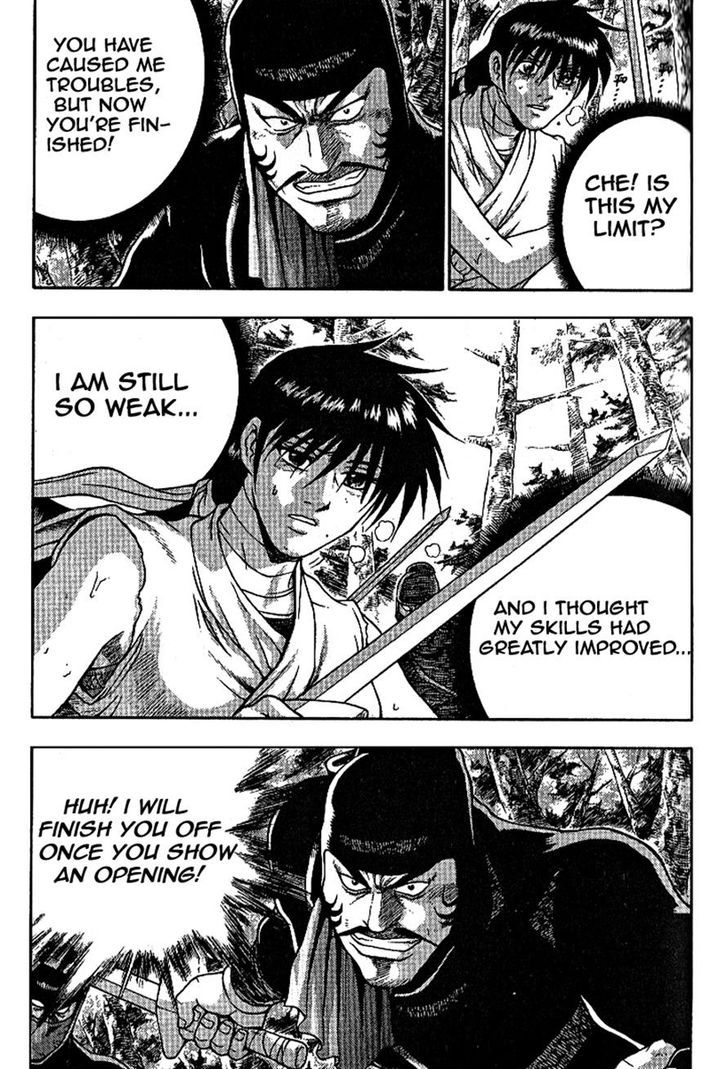 YOU HAVE
CAUSED ME
TROUBLES,
BUT NOW
YOU'RE FIN-
ISHED!
CHE! IS
THIS MY
LIMIT?
I AM STILL
SO WEAK...
AND I THOUGHT
MY SKILLS HAD
GREATLY IMPROVED...
HUH! I WILL
FINISH YOU OFF
ONCE YOU SHOW
AN OPENING!